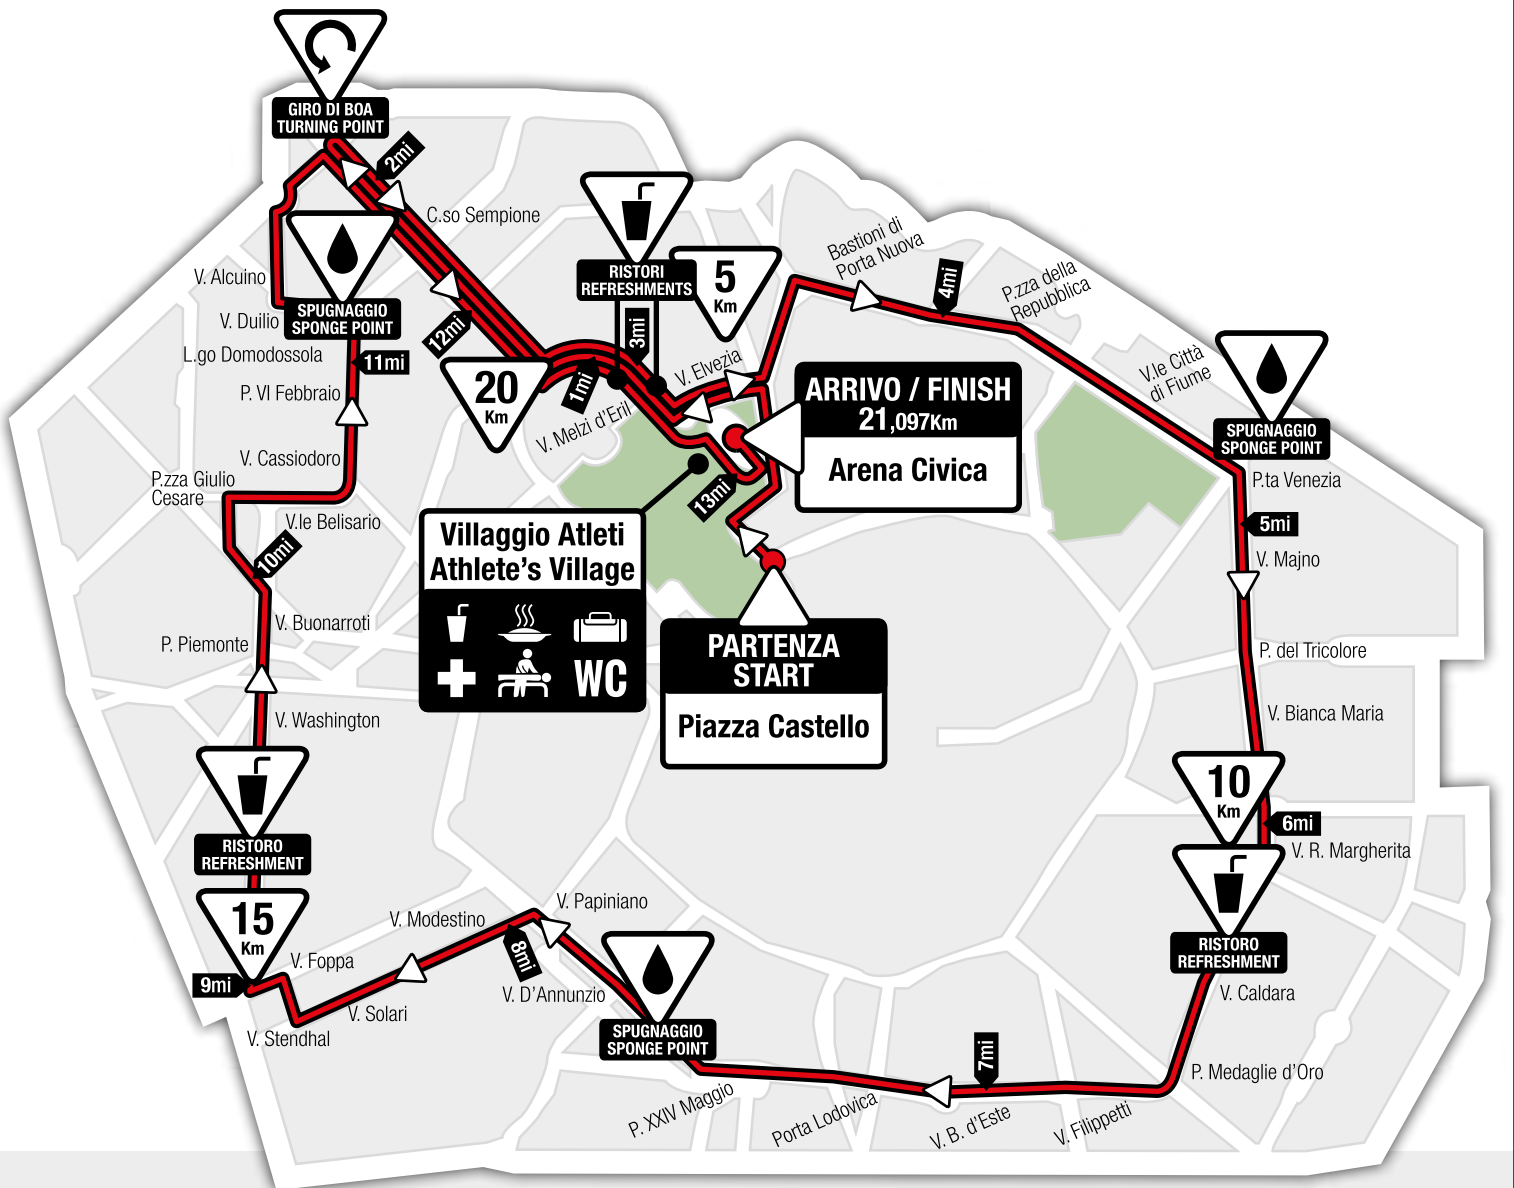 GIRO DI BOA
TURNING POINT
2mi
C.so Sempione
RISTORI
REFRESHMENTS
5
Km
Bastioni di
Porta Nuova
4mi
P.zza della
Repubblica
V. Alcuino
V. Duilio
SPUGNAGGIO
SPONGE POINT
L.go Domodossola
11mi
12mi
20
Km
1mi
3mi
V. Elvezia
V. Melzi d'Eril
V.le Città
di Fiume
SPUGNAGGIO
SPONGE POINT
ARRIVO / FINISH
21,097Km
Arena Civica
P. VI Febbraio
V. Cassiodoro
P.zza Giulio
Cesare
V.le Belisario
10mi
13mi
P.ta Venezia
5mi
V. Majno
Villaggio Atleti
Athlete's Village
WC
PARTENZA
START
Piazza Castello
V. Buonarroti
P. Piemonte
V. Washington
P. del Tricolore
V. Bianca Maria
10
Km
6mi
V. R. Margherita
RISTORO
REFRESHMENT
RISTORO
REFRESHMENT
15
Km
9mi
V. Foppa
V. Modestino
V. Papiniano
8mi
V. D'Annunzio
V. Solari
V. Stendhal
SPUGNAGGIO
SPONGE POINT
V. Caldara
P. Medaglie d'Oro
7mi
P. XXIV Maggio
Porta Lodovica
V. B. d'Este
V. Filippetti